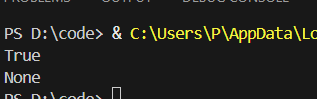 PS D:\code> & C:\Users\P\AppData\Lo
True
None
PS D:\code>